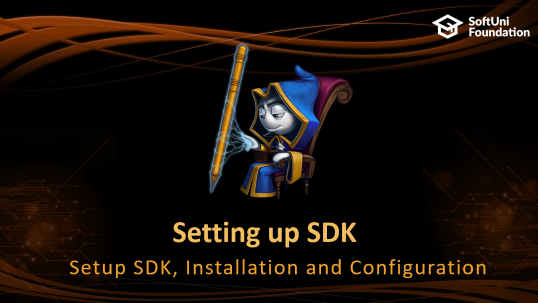 SoftUni
Foundation
Setting up SDK
Setup SDK, Installation and Configuration